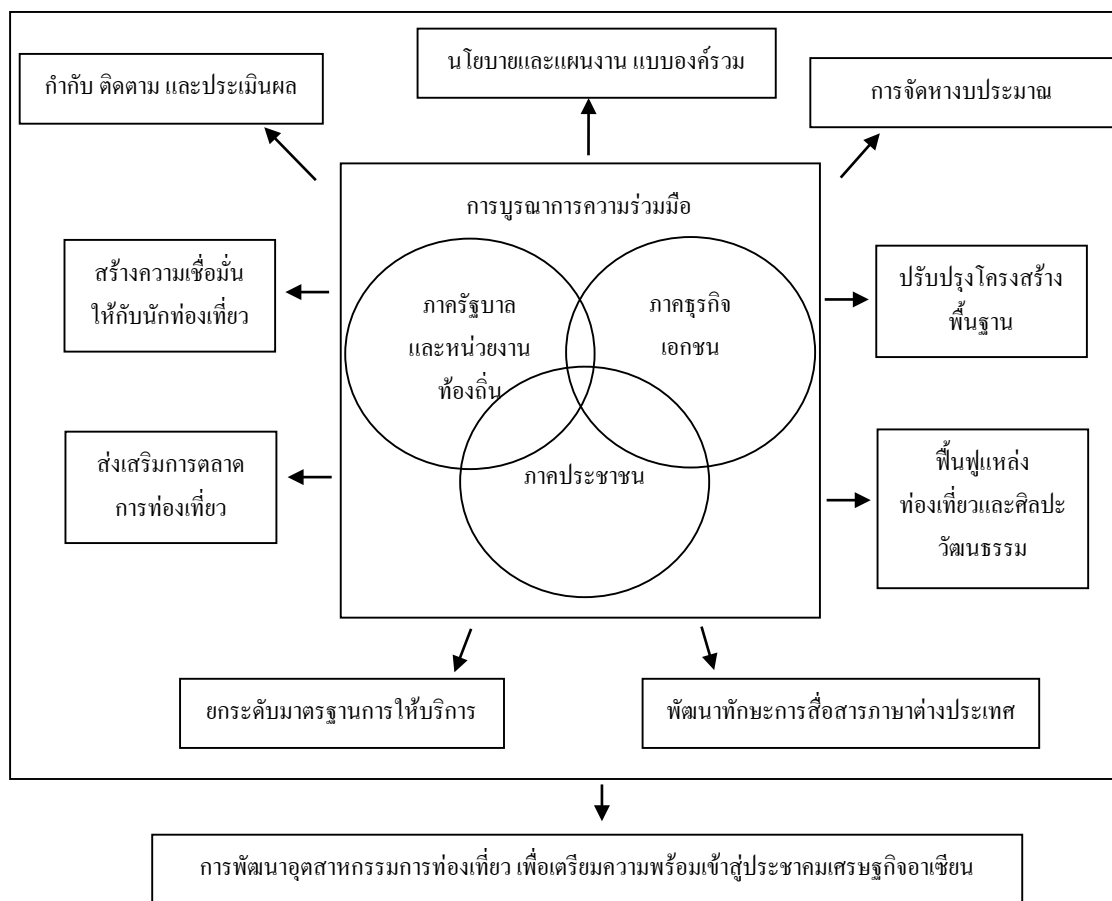 นโยบายและแผนงาน แบบองค์รวม
กำกับ ติดตาม และประเมินผล
การจัดหางบประมาณ
การบูรณาการความร่วมมือ
สร้างความเชื่อมั่น
ให้กับนักท่องเที่ยว
ภาครัฐบาล
และหน่วยงาน
ท้องถิ่น
ภาคธุรกิจ
เอกชน
ปรับปรุงโครงสร้าง
พื้นฐาน
ส่งเสริมการตลาด
การท่องเที่ยว
ภาคประชาชน
ฟื้นฟูแหล่ง
ท่องเที่ยวและศิลปะ
วัฒนธรรม
ยกระดับมาตรฐานการให้บริการ
พัฒนาทักษะการสื่อสารภาษาต่างประเทศ
การพัฒนาอุตสาหกรรมการท่องเที่ยว เพื่อเตรียมความพร้อมเข้าสู่ประชาคมเศรษฐกิจอาเซียน